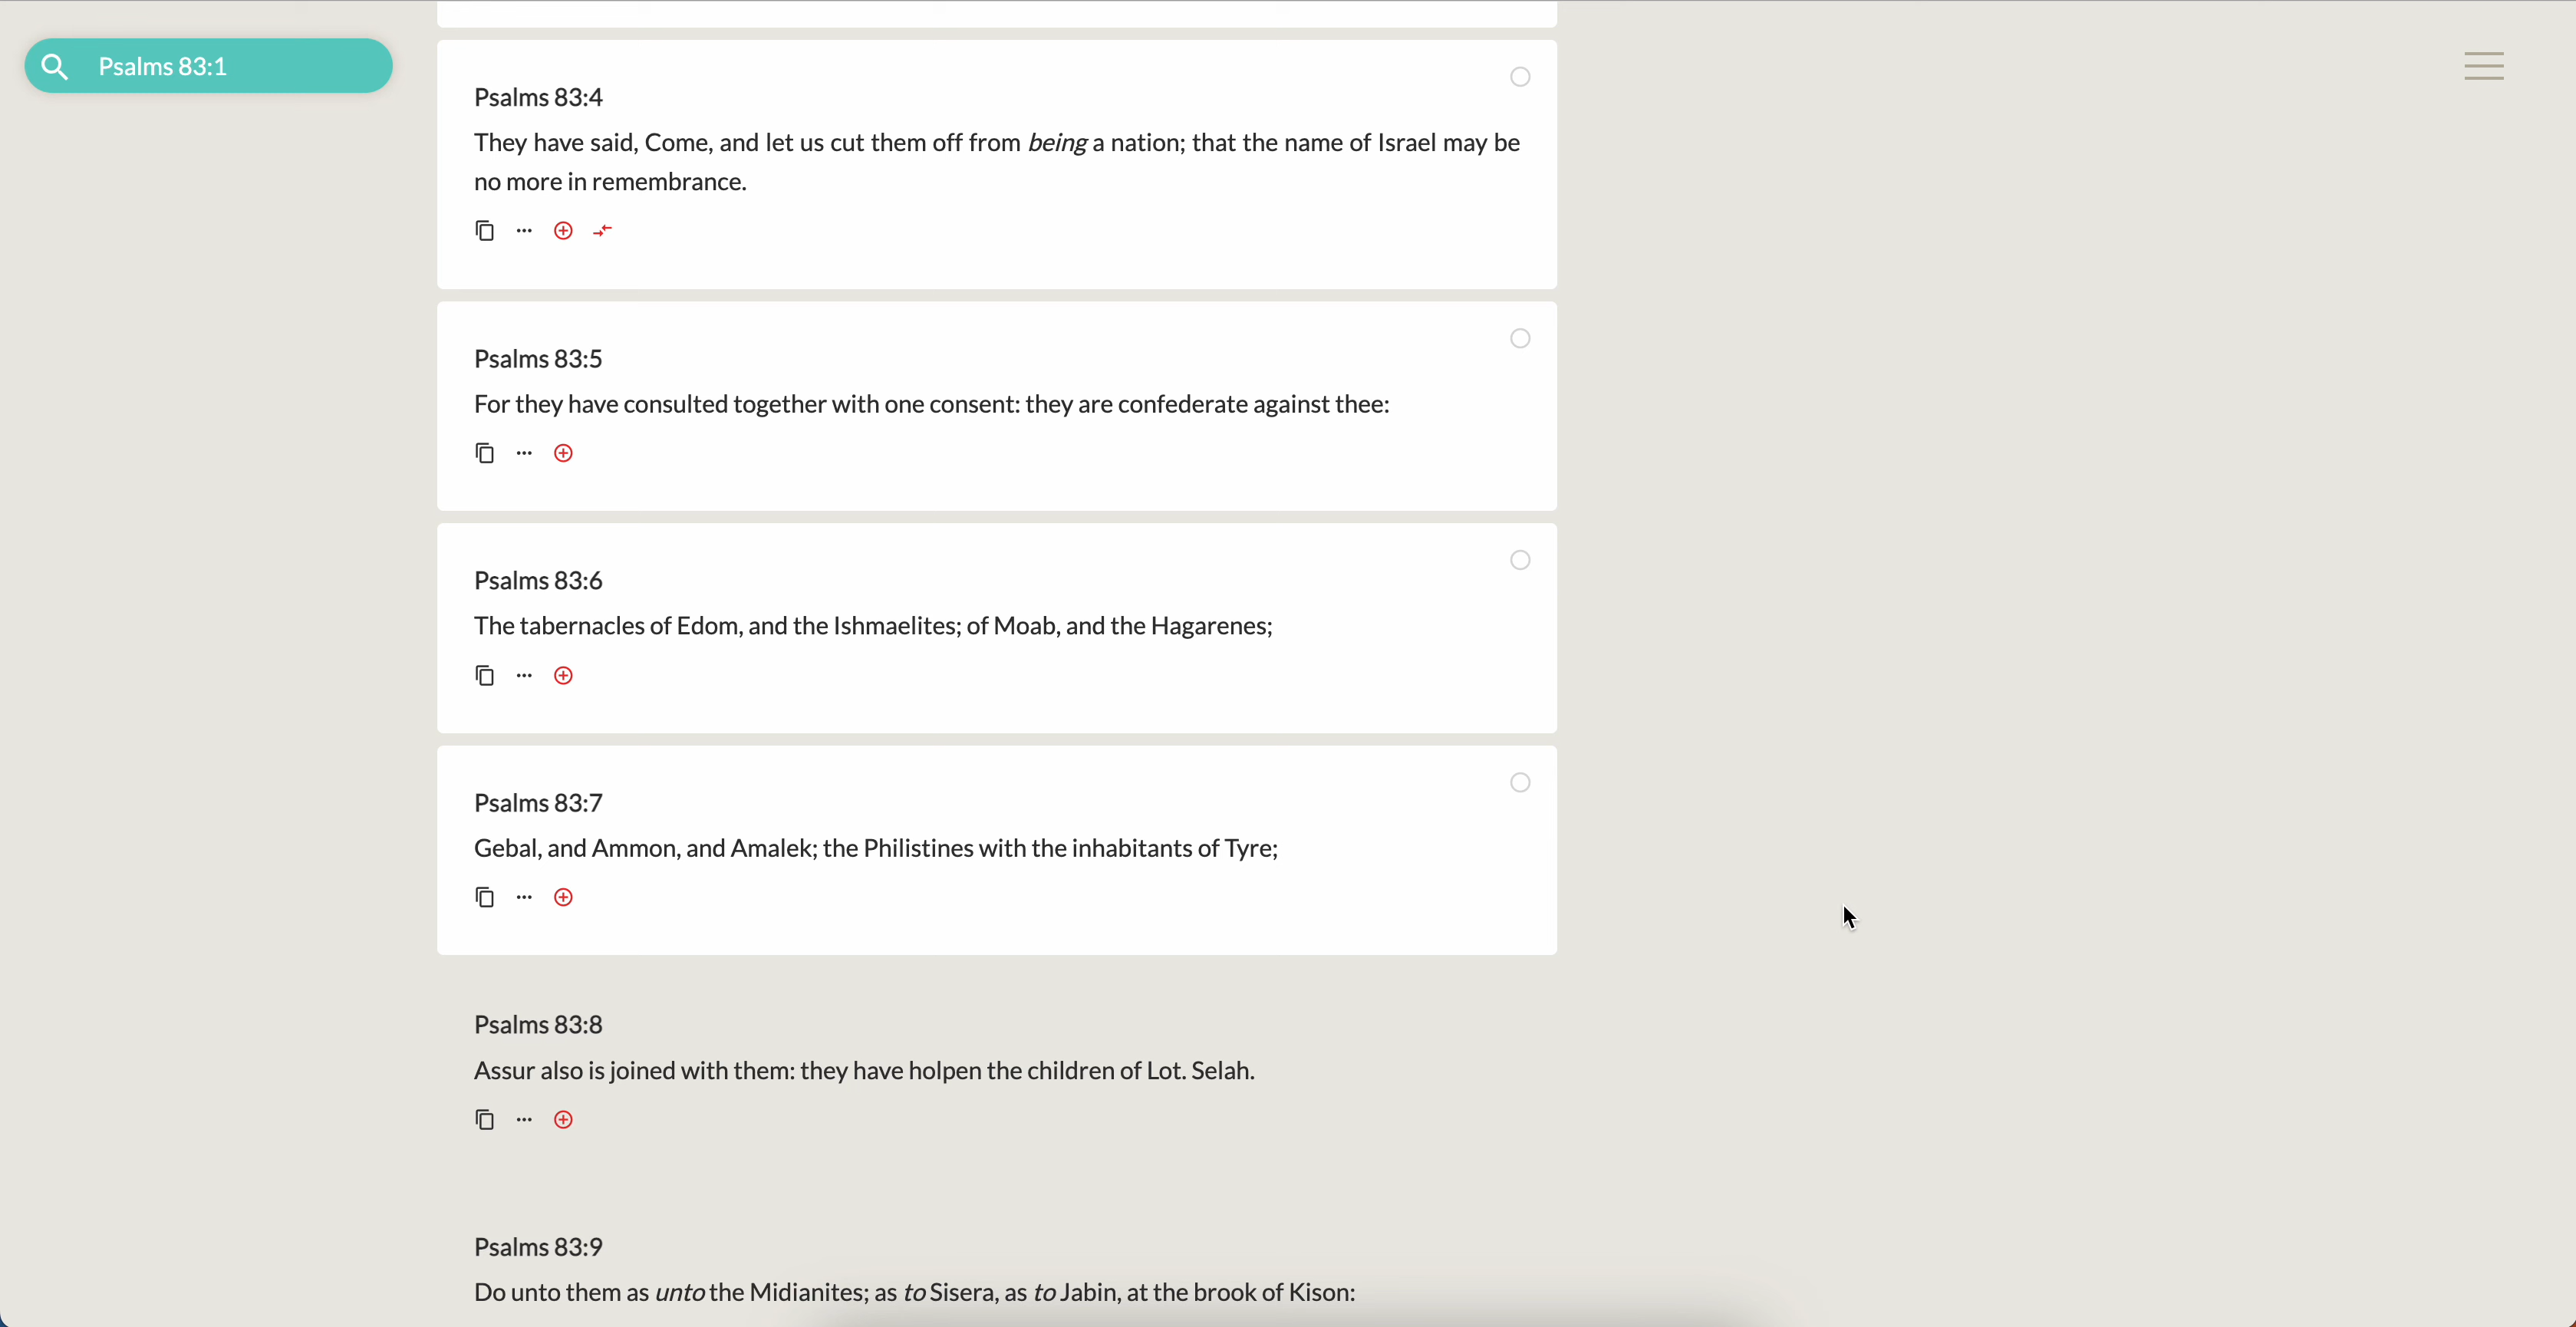 Psalms 83:1
Psalms 83:4
They have said, Come, and let us cut them off from being a nation; that the name of Israel may be
no more in remembrance.
Psalms 83:5
For they have consulted together with one consent: they are confederate against thee:
Psalms 83:6
The tabernacles of Edom, and the Ishmaelites; of Moab, and the Hagarenes;
Psalms 83:7
Gebal, and Ammon, and Amalek; the Philistines with the inhabitants of Tyre;
Psalms 83:8
Assur also is joined with them: they have holpen the children of Lot. Selah.
Psalms 83:9
Do unto them as unto the Midianites; as to Sisera, as to Jabin, at the brook of Kison: